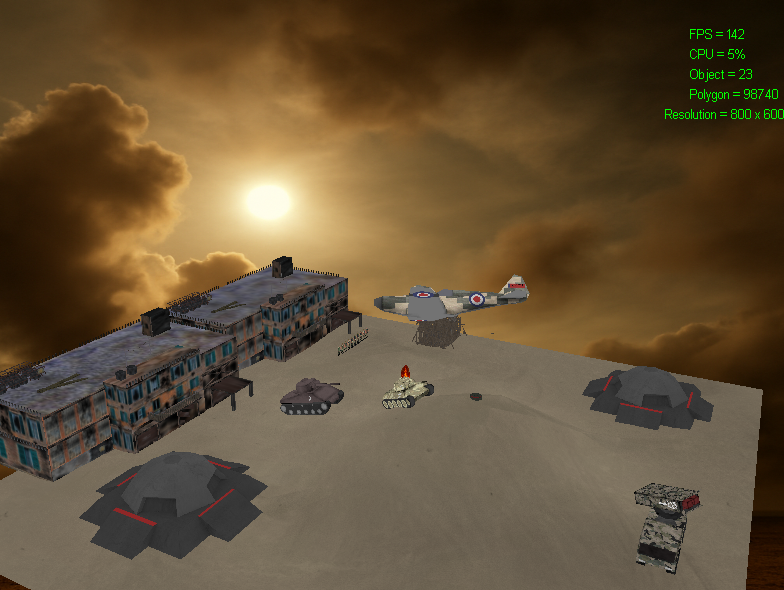 FPS = 142
CPU = 5%
Object = 23
Polygon = 98740
Resolution = 800 x 600